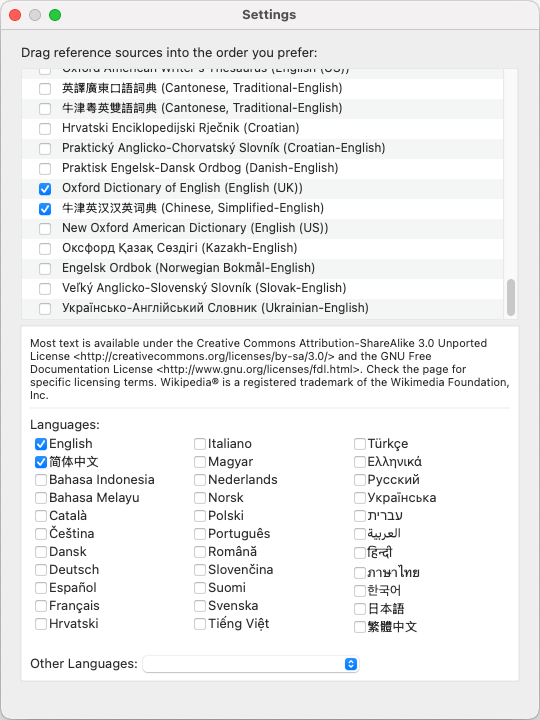 Settings
Drag reference sources into the order you prefer:
Oxford American Writer's Thesaurus (English (US))
英譯廣東口語詞典 (Cantonese, Traditional-English)
牛津粵英雙語詞典 (Cantonese, Traditional-English)
Hrvatski Enciklopedijski Rječnik (Croatian)
Praktický Anglicko-Chorvatský Slovník (Croatian-English)
Praktisk Engelsk-Dansk Ordbog (Danish-English)
Oxford Dictionary of English (English (UK))
牛津英汉汉英词典 (Chinese, Simplified-English)
New Oxford American Dictionary (English (US))
Оксфорд Қазақ Сөздігі (Kazakh-English)
Engelsk Ordbok (Norwegian Bokmål-English)
Veľký Anglicko-Slovenský Slovník (Slovak-English)
Українсько-Англійський Словник (Ukrainian-English)
Most text is available under the Creative Commons Attribution-ShareAlike 3.0 Unported
License <http://creativecommons.org/licenses/by-sa/3.0/> and the GNU Free
Documentation License <http://www.gnu.org/licenses/fdl.html>. Check the page for
specific licensing terms. Wikipedia® is a registered trademark of the Wikimedia Foundation,
Inc.
Languages:
English
简体中文
Bahasa Indonesia
Bahasa Melayu
Català
Čeština
Dansk
Deutsch
Español
Français
Hrvatski
Italiano
Magyar
Nederlands
Norsk
Polski
Português
Română
Slovenčina
Suomi
Svenska
Tiếng Việt
Türkçe
Ελληνικά
Русский
Українська
עברית
العربية
हिन्दी
ภาษาไทย
한국어
日本語
繁體中文
Other Languages: